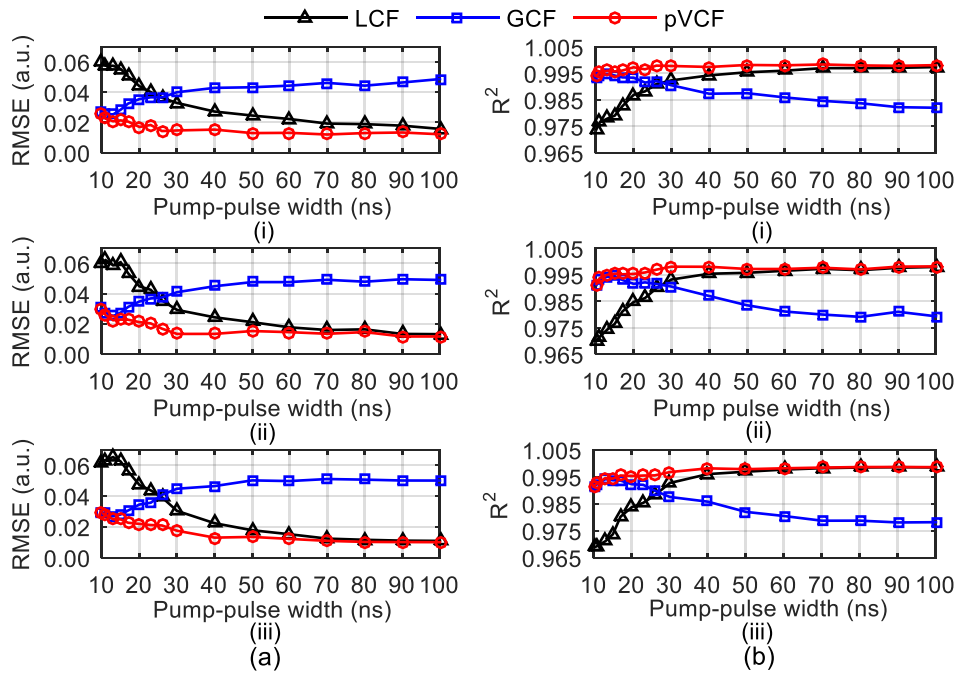 LCF GCF pVCF
RMSE (a.u.)
0.06
0.04
0.02
0.00
10 20 30 40 50 60 70 80 90 100
Pump-pulse width (ns)
(i)
R²
1.005
0.995
0.985
0.975
0.965
10 20 30 40 50 60 70 80 90 100
Pump-pulse width (ns)
(i)
RMSE (a.u.)
0.06
0.04
0.02
0.00
10 20 30 40 50 60 70 80 90 100
Pump-pulse width (ns)
(ii)
R²
1.005
0.995
0.985
0.975
0.965
10 20 30 40 50 60 70 80 90 100
Pump pulse width (ns)
(ii)
RMSE (a.u.)
0.06
0.04
0.02
0.00
10 20 30 40 50 60 70 80 90 100
Pump-pulse width (ns)
(iii)
(a)
R²
1.005
0.995
0.985
0.975
0.965
10 20 30 40 50 60 70 80 90 100
Pump-pulse width (ns)
(iii)
(b)